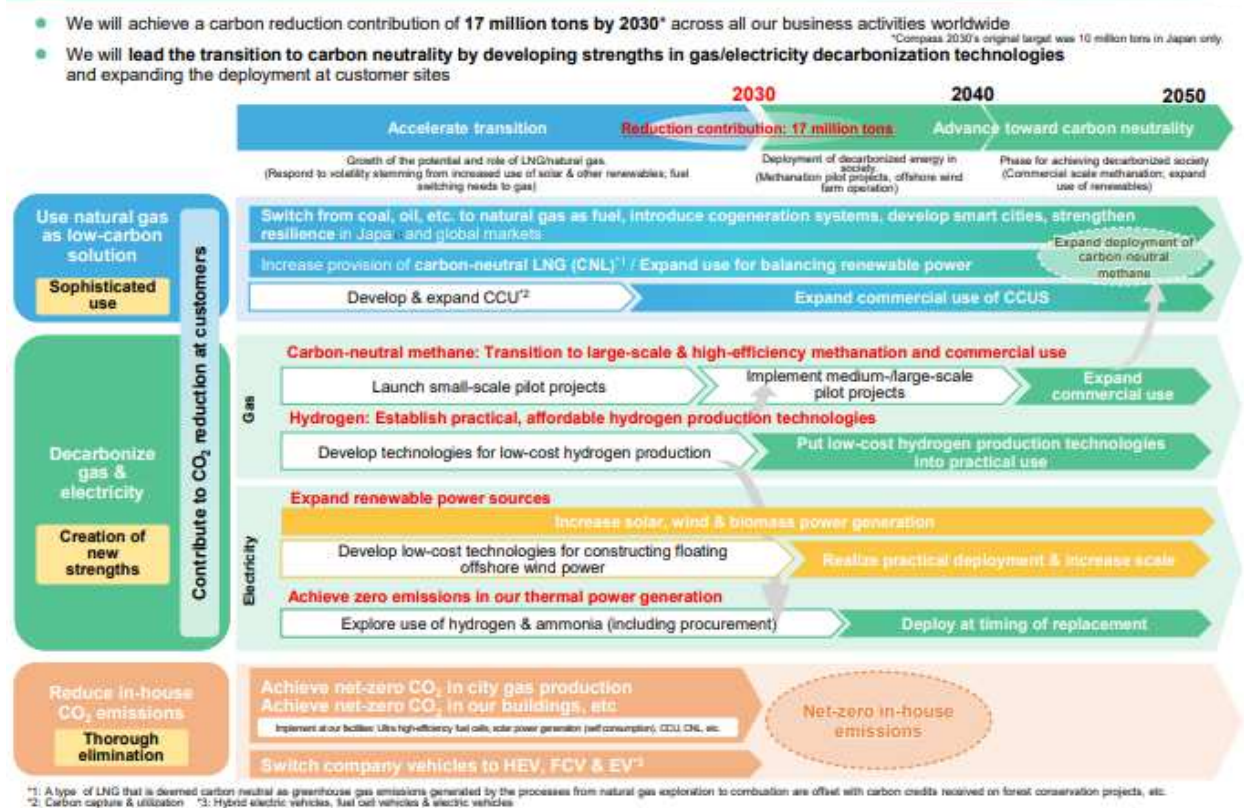 We will achieve a carbon reduction contribution of 17 million tons by 2030* across all our business activities worldwide
*Compass 2030's original target was 10 million tons in Japan only.
We will lead the transition to carbon neutrality by developing strengths in gas/electricity decarbonization technologies
and expanding the deployment at customer sites
2030
2040
2050
Accelerate transition
Reduction contribution: 17 million tons
Advance toward carbon neutrality
Growth of the potential and role of LNG/natural gas.
(Respond to volatility stemming from increased use of solar & other renewables; fuel
switching needs to gas)
Deployment of decarbonized energy in
society.
(Methanation pilot projects, offshore wind
farm operation)
Phase for achieving decarbonized society
(Commercial scale methanation; expand
use of renewables)
Use natural gas
as low-carbon
solution
Sophisticated
use
Contribute to CO2 reduction at customers
Switch from coal, oil, etc. to natural gas as fuel, introduce cogeneration systems, develop smart cities, strengthen
resilience in Japan and global markets
Increase provision of carbon-neutral LNG (CNL)*1 / Expand use for balancing renewable power
Expand deployment of
carbon neutral
methane
Develop & expand CCU*2
Expand commercial use of CCUS
Decarbonize
gas &
electricity
Creation of
new
strengths
Gas
Carbon-neutral methane: Transition to large-scale & high-efficiency methanation and commercial use
Launch small-scale pilot projects
Implement medium-/large-scale
pilot projects
Expand
commercial use
Hydrogen: Establish practical, affordable hydrogen production technologies
Develop technologies for low-cost hydrogen production
Put low-cost hydrogen production technologies
into practical use
Electricity
Expand renewable power sources
Increase solar, wind & biomass power generation
Develop low-cost technologies for constructing floating
offshore wind power
Realize practical deployment & increase scale
Achieve zero emissions in our thermal power generation
Explore use of hydrogen & ammonia (including procurement)
Deploy at timing of replacement
Reduce in-house
CO2 emissions
Thorough
elimination
Achieve net-zero CO2 in city gas production
Achieve net-zero CO2 in our buildings, etc
Implement at our facilities: Ultra high-efficiency fuel cells, solar power generation (self consumption), CCU, CNL, etc.
Switch company vehicles to HEV, FCV & EV*3
Net-zero in-house
emissions
*1: A type of LNG that is deemed carbon neutral as greenhouse gas emissions generated by the processes from natural gas exploration to combustion are offset with carbon credits received on forest conservation projects, etc.
*2: Carbon capture & utilization *3: Hybrid electric vehicles, fuel cell vehicles & electric vehicles